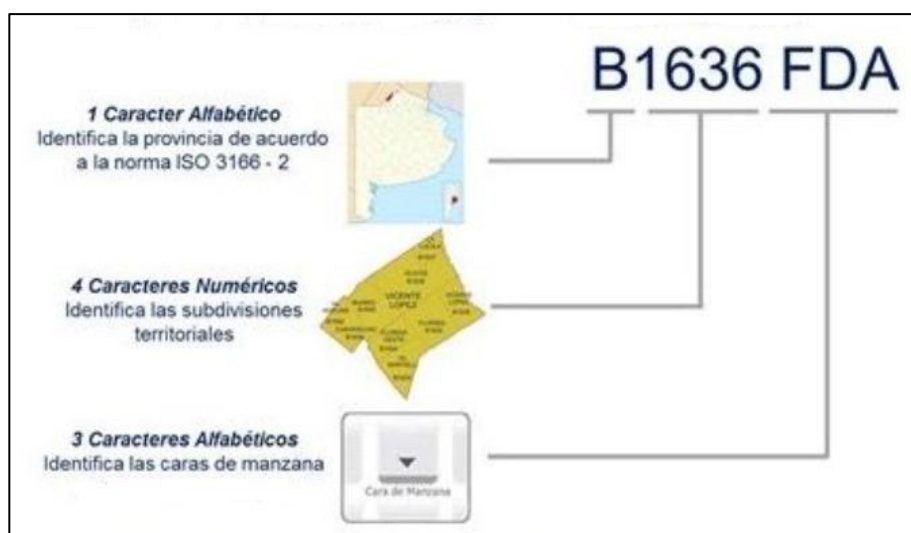 B1636 FDA
1 Caracter Alfabético
Identifica la provincia de acuerdo
a la norma ISO 3166 - 2
4 Caracteres Numéricos
Identifica las subdivisiones
territoriales
VICENTE
LOPEZ
3 Caracteres Alfabéticos
Identifica las caras de manzana
Cara de Manzana